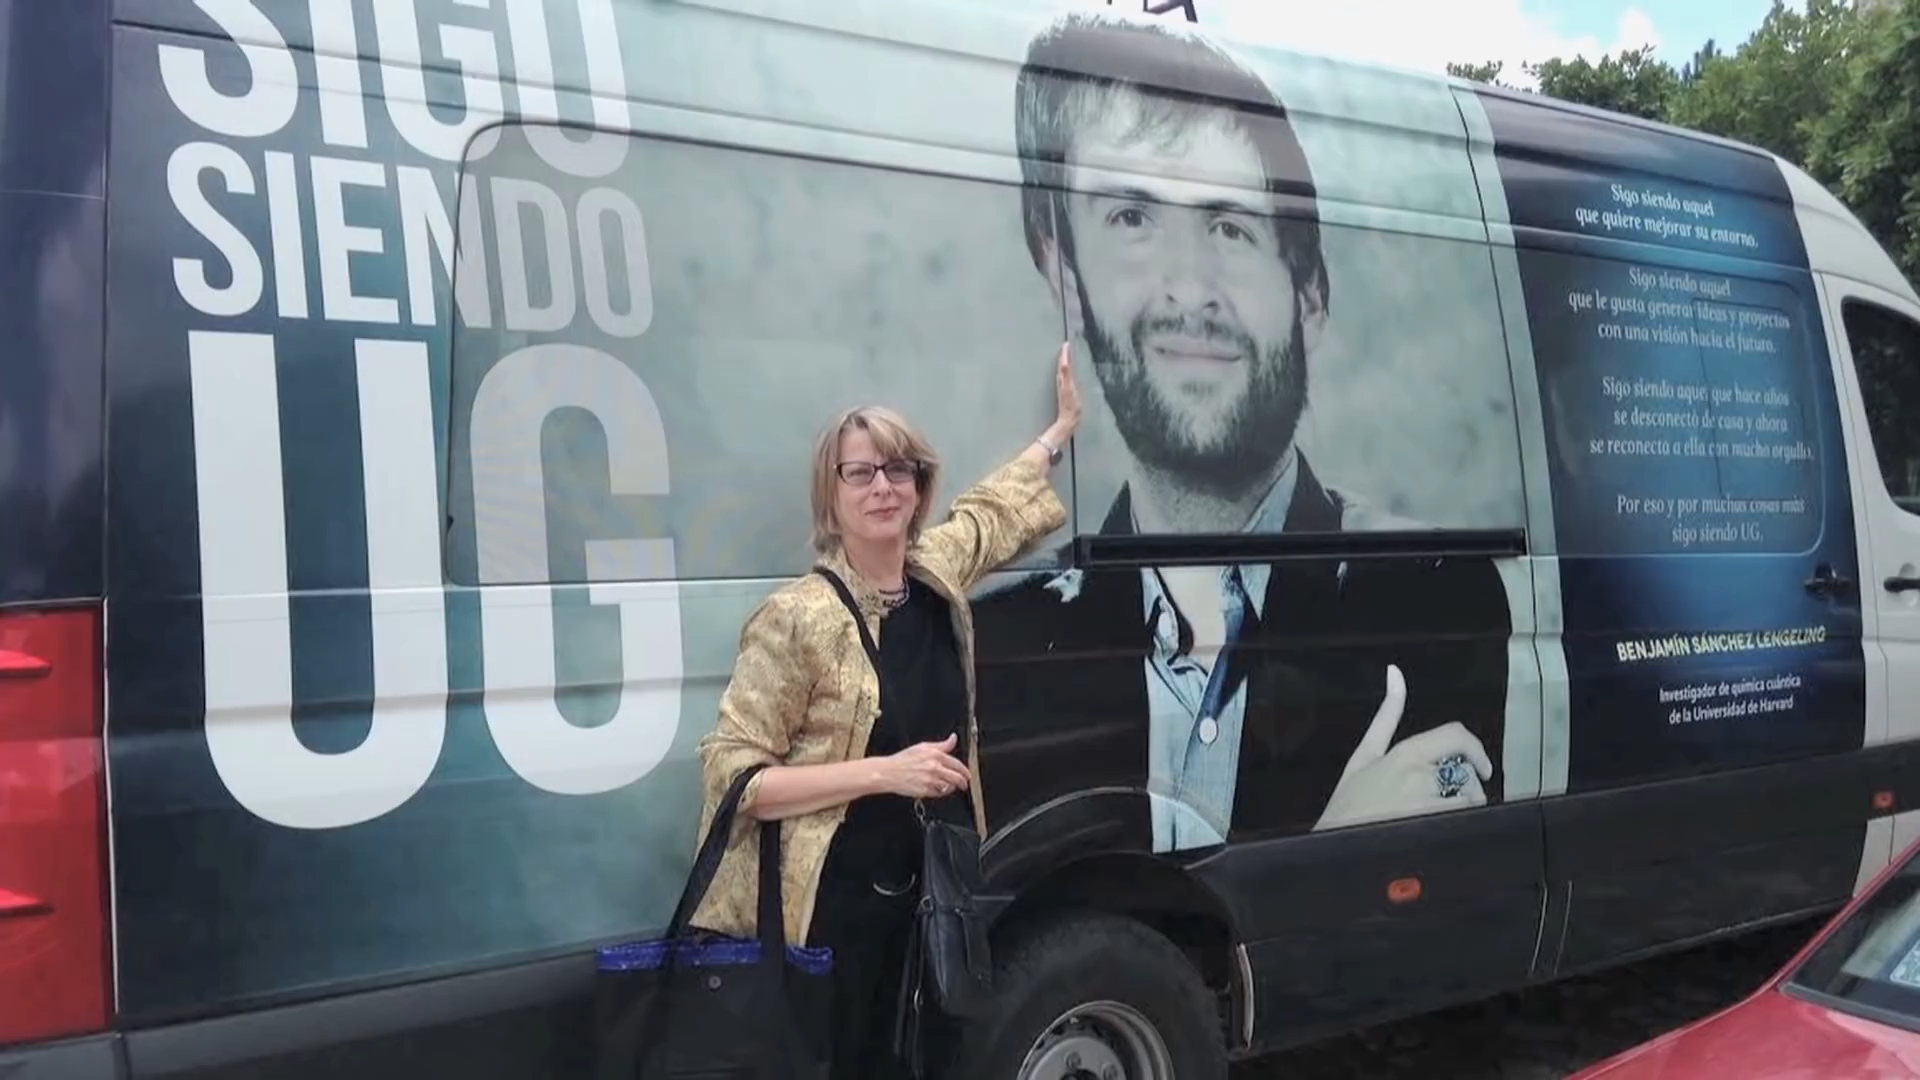 SIGO
SIENDO
UG
Sigo siendo aquel
que quiere mejorar su entorno.
Sigo siendo aquel
que le gusta generar ideas y proyectos
con una visión hacia el futuro.
Sigo siendo aquel que hace años
se desconectó de casa y ahora
se reconecta a ella con mucho orgullo.
Por eso y por muchas cosas más
sigo siendo UG.
BENJAMÍN SÁNCHEZ LENGELING
Investigador de química cuántica
de la Universidad de Harvard